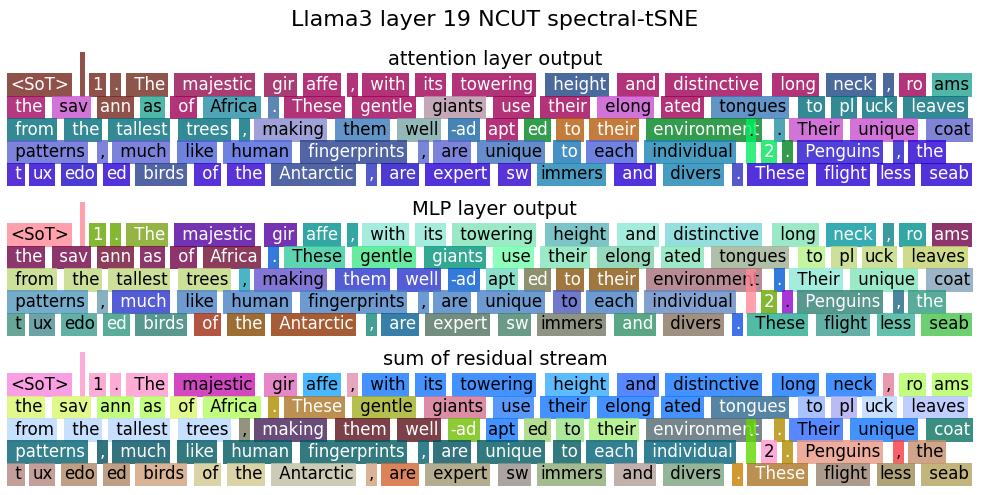 Llama3 layer 19 NCUT spectral-tSNE
attention layer output
<SoT> 1 . The majestic gir affe , with its towering height and distinctive long neck , ro ams
the sav ann as of Africa . These gentle giants use their elong ated tongues to pl uck leaves
from the tallest trees , making them well -ad apt ed to their environment . Their unique coat
patterns , much like human fingerprints , are unique to each individual . 2 . Penguins , the
t ux edo ed birds of the Antarctic , are expert sw immers and divers . These flight less seab
MLP layer output
<SoT> 1 . The majestic gir affe , with its towering height and distinctive long neck , ro ams
the sav ann as of Africa . These gentle giants use their elong ated tongues to pl uck leaves
from the tallest trees , making them well -ad apt ed to their environment . Their unique coat
patterns , much like human fingerprints , are unique to each individual . 2 . Penguins , the
t ux edo ed birds of the Antarctic , are expert sw immers and divers . These flight less seab
sum of residual stream
<SoT> 1 . The majestic gir affe , with its towering height and distinctive long neck , ro ams
the sav ann as of Africa . These gentle giants use their elong ated tongues to pl uck leaves
from the tallest trees , making them well -ad apt ed to their environment . Their unique coat
patterns , much like human fingerprints , are unique to each individual . 2 . Penguins , the
t ux edo ed birds of the Antarctic , are expert sw immers and divers . These flight less seab